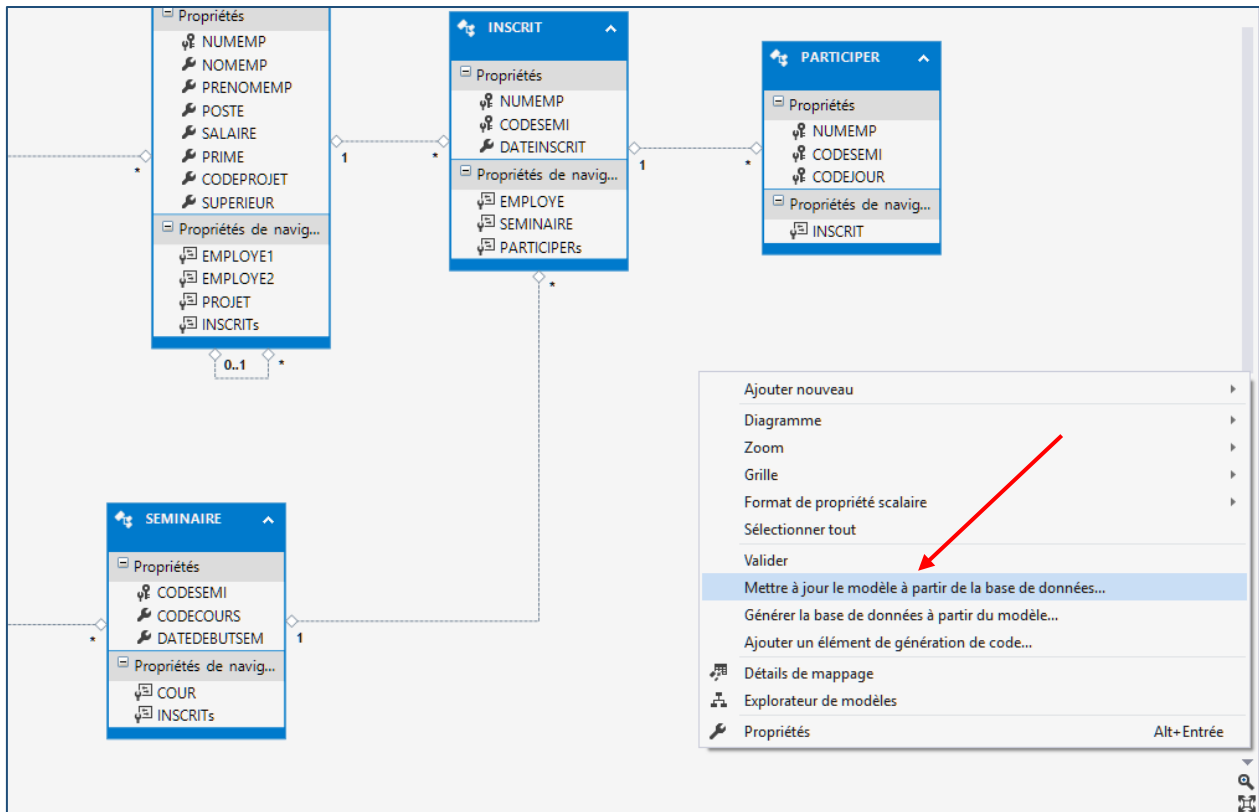 Propriétés
NUMEMP
NOMEMP
PRENOMEMP
POSTE
SALAIRE
PRIME
CODEPROJET
SUPERIEUR
Propriétés de navig...
EMPLOYE1
EMPLOYE2
PROJET
INSCRITs
*
1
*
0..1
*
INSCRIT
Propriétés
NUMEMP
CODESEMI
DATEINSCRIT
Propriétés de navig...
EMPLOYE
SEMINAIRE
PARTICIPERs
1
*
*
PARTICIPER
Propriétés
NUMEMP
CODESEMI
CODEJOUR
Propriétés de navig...
INSCRIT
SEMINAIRE
Propriétés
CODESEMI
CODECOURS
DATEDEBUTSEM
Propriétés de navig...
COUR
INSCRITs
*
1
Ajouter nouveau
Diagramme
Zoom
Grille
Format de propriété scalaire
Sélectionner tout
Valider
Mettre à jour le modèle à partir de la base de données...
Générer la base de données à partir du modèle...
Ajouter un élément de génération de code...
Détails de mappage
Explorateur de modèles
Propriétés Alt+Entrée